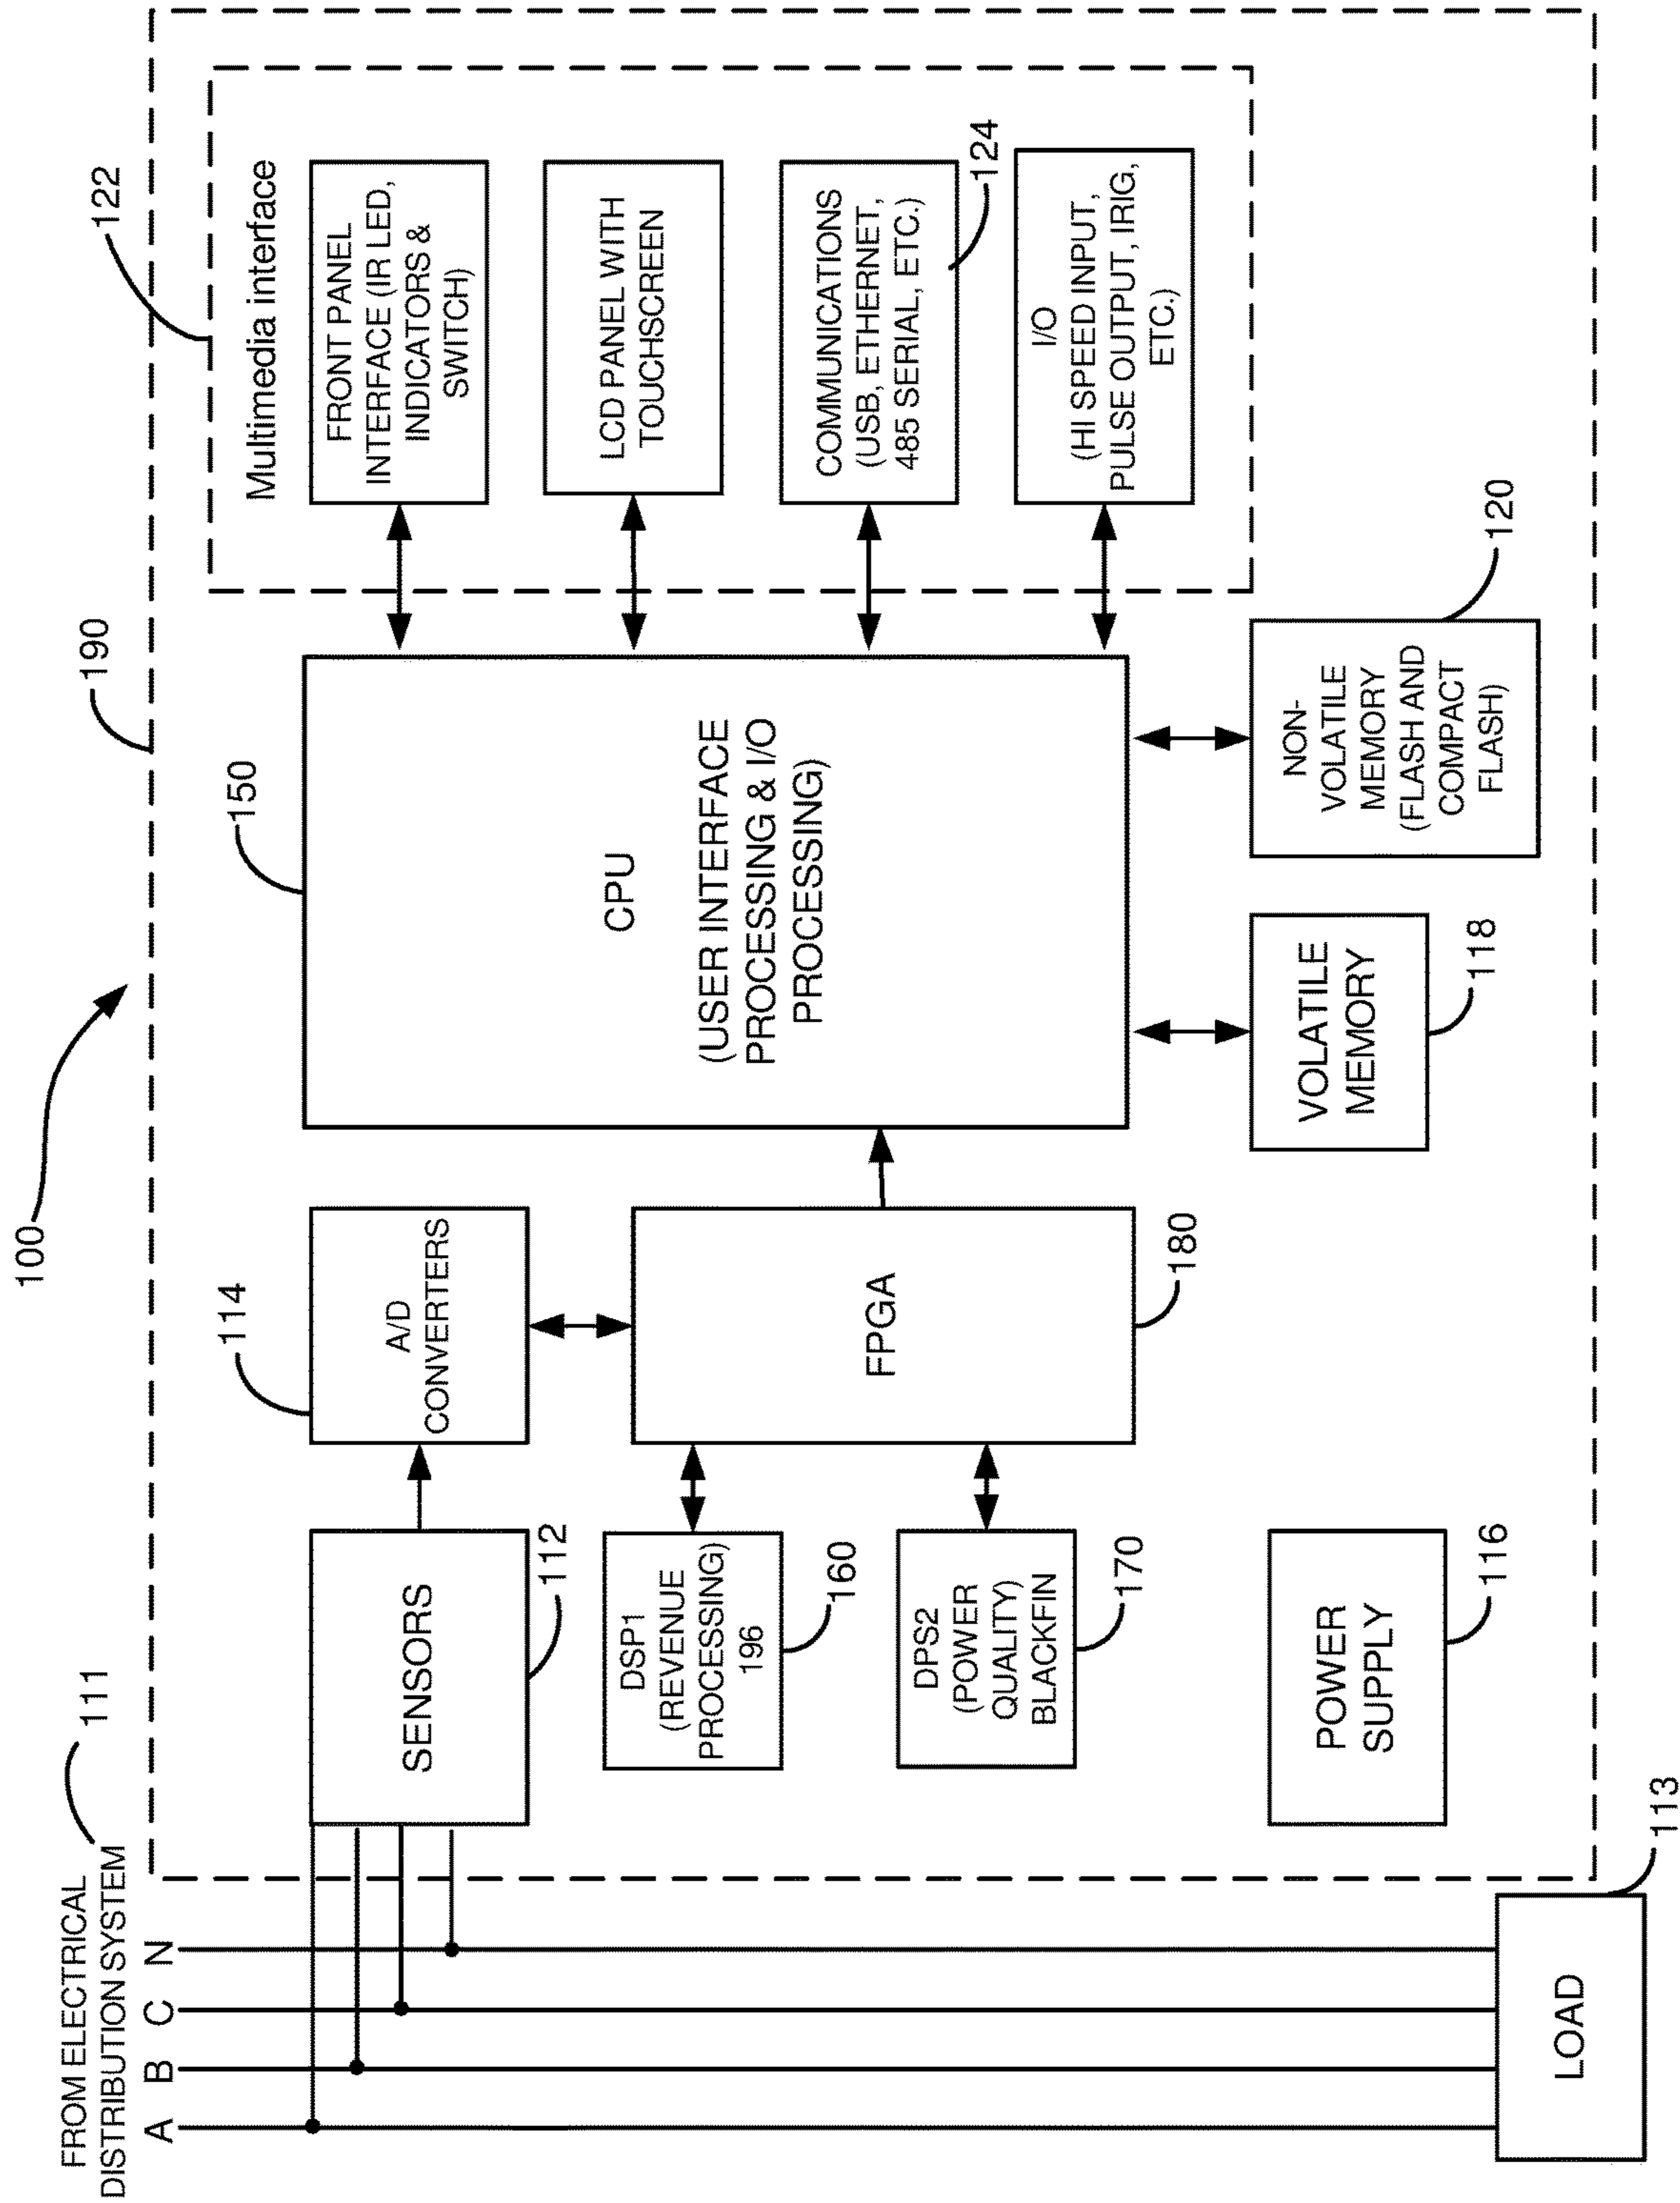 100
FROM ELECTRICAL
DISTRIBUTION SYSTEM
111
A
B
C
N
190
122
Multimedia interface
114
150
SENSORS
112
A/D
CONVERTERS
CPU
(USER INTERFACE
PROCESSING & I/O
PROCESSING)
FRONT PANEL
INTERFACE (IR LED,
INDICATORS &
SWITCH)
LCD PANEL WITH
TOUCHSCREEN
COMMUNICATIONS
(USB, ETHERNET,
485 SERIAL, ETC.)
124
I/O
(HI SPEED INPUT,
PULSE OUTPUT, IRIG,
ETC.)
DSP1
(REVENUE
PROCESSING)
196
160
DPS2
(POWER
QUALITY)
BLACKFIN
170
FPGA
180
POWER
SUPPLY
116
VOLATILE
MEMORY
118
NON-
VOLATILE
MEMORY
(FLASH AND
COMPACT
FLASH)
120
LOAD
113